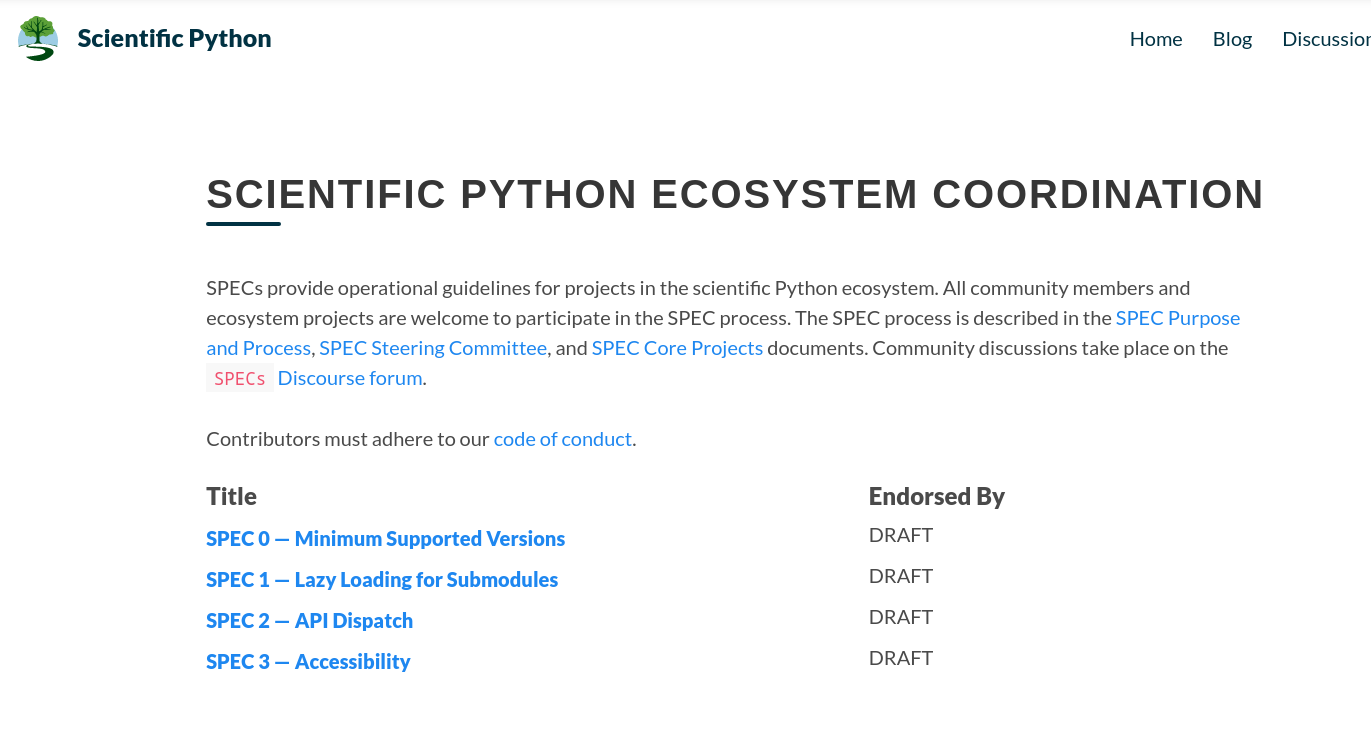 Scientific Python
Home Blog Discussion
SCIENTIFIC PYTHON ECOSYSTEM COORDINATION
SPECs provide operational guidelines for projects in the scientific Python ecosystem. All community members and
ecosystem projects are welcome to participate in the SPEC process. The SPEC process is described in the SPEC Purpose
and Process, SPEC Steering Committee, and SPEC Core Projects documents. Community discussions take place on the
SPECs Discourse forum.
Contributors must adhere to our code of conduct.
Title Endorsed By
SPEC 0 — Minimum Supported Versions DRAFT
SPEC 1 — Lazy Loading for Submodules DRAFT
SPEC 2 — API Dispatch DRAFT
SPEC 3 — Accessibility DRAFT